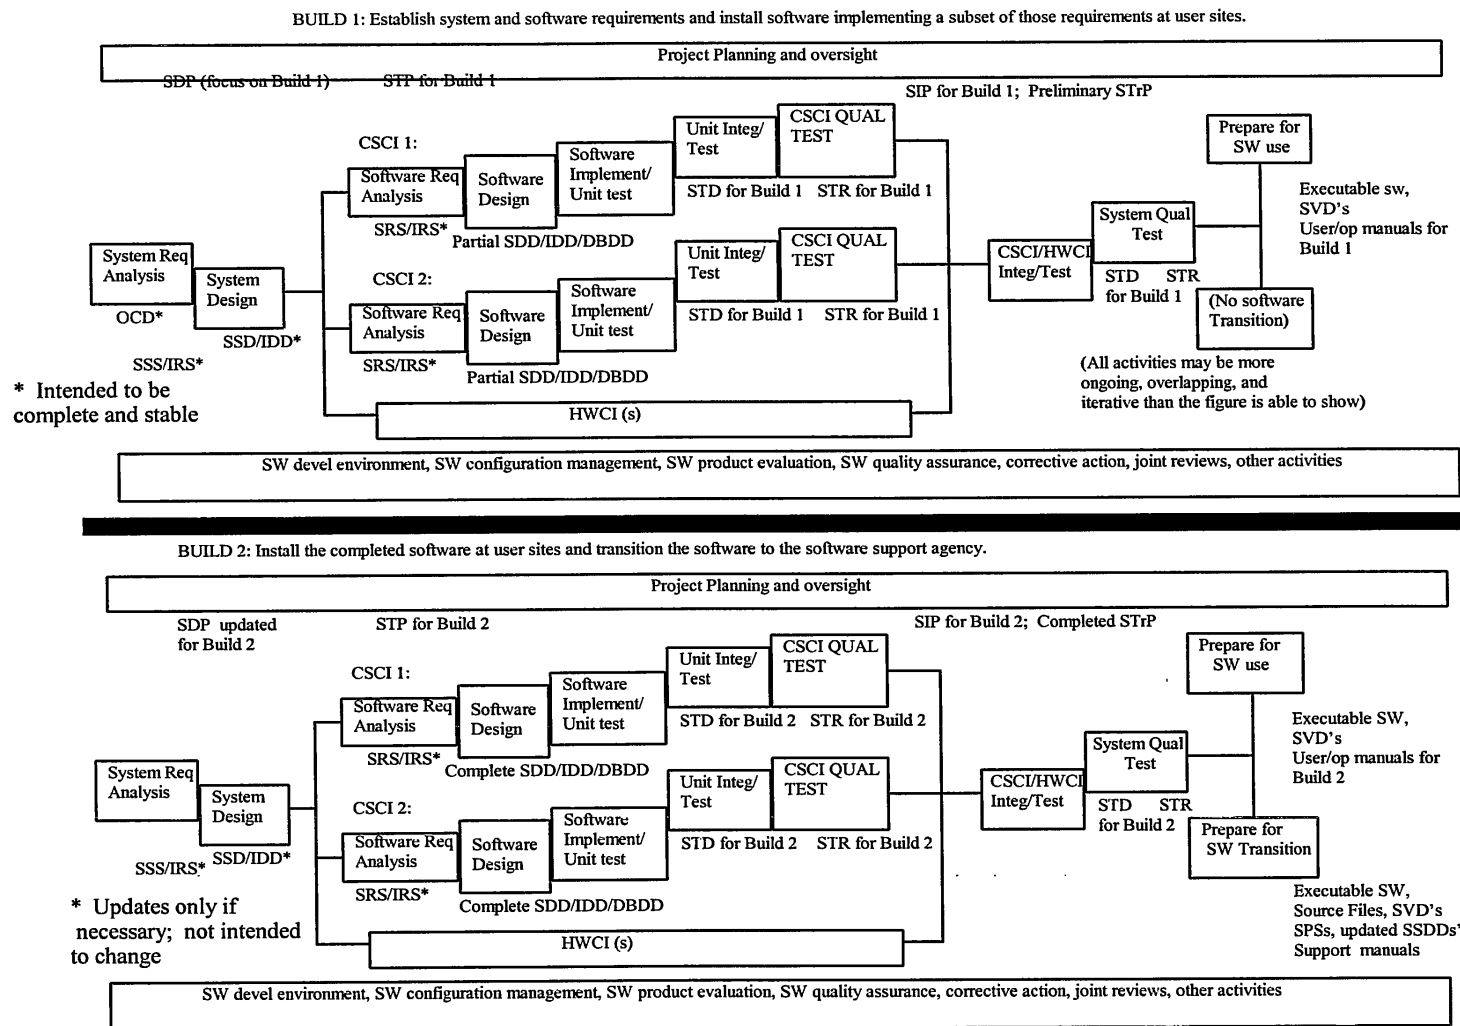 BUILD 1: Establish system and software requirements and install software implementing a subset of those requirements at user sites.
Project Planning and oversight
SDP (focus on Build 1)
STP for Build 1
SIP for Build 1; Preliminary STrP
CSCI 1:
Software Req
Analysis
SRS/IRS*
Software
Design
Partial SDD/IDD/DBDD
Software
Implement/
Unit test
Unit Integ/
Test
STD for Build 1
CSCI QUAL
TEST
STR for Build 1
System Req
Analysis
OCD*
SSS/IRS*
System
Design
SSD/IDD*
CSCI 2:
Software Req
Analysis
SRS/IRS*
Software
Design
Partial SDD/IDD/DBDD
Software
Implement/
Unit test
Unit Integ/
Test
STD for Build 1
CSCI QUAL
TEST
STR for Build 1
HWCI (s)
CSCI/HWCI
Integ/Test
System Qual
Test
STD STR
for Build 1
Prepare for
SW use
Executable sw,
SVD's
User/op manuals for
Build 1
(No software
Transition)
(All activities may be more
ongoing, overlapping, and
iterative than the figure is able to show)
* Intended to be
complete and stable
SW devel environment, SW configuration management, SW product evaluation, SW quality assurance, corrective action, joint reviews, other activities
BUILD 2: Install the completed software at user sites and transition the software to the software support agency.
Project Planning and oversight
SDP updated
for Build 2
STP for Build 2
SIP for Build 2; Completed STrP
CSCI 1:
Software Req
Analysis
SRS/IRS*
Software
Design
Complete SDD/IDD/DBDD
Software
Implement/
Unit test
Unit Integ/
Test
STD for Build 2
CSCI QUAL
TEST
STR for Build 2
System Req
Analysis
SSS/IRS*
System
Design
SSD/IDD*
CSCI 2:
Software Req
Analysis
SRS/IRS*
Software
Design
Complete SDD/IDD/DBDD
Software
Implement/
Unit test
Unit Integ/
Test
STD for Build 2
CSCI QUAL
TEST
STR for Build 2
HWCI (s)
CSCI/HWCI
Integ/Test
System Qual
Test
STD STR
for Build 2
Prepare for
SW use
Executable SW,
SVD's
User/op manuals for
Build 2
Prepare for
SW Transition
Executable SW,
Source Files, SVD's
SPSs, updated SSDDs'
Support manuals
* Updates only if
necessary; not intended
to change
SW devel environment, SW configuration management, SW product evaluation, SW quality assurance, corrective action, joint reviews, other activities